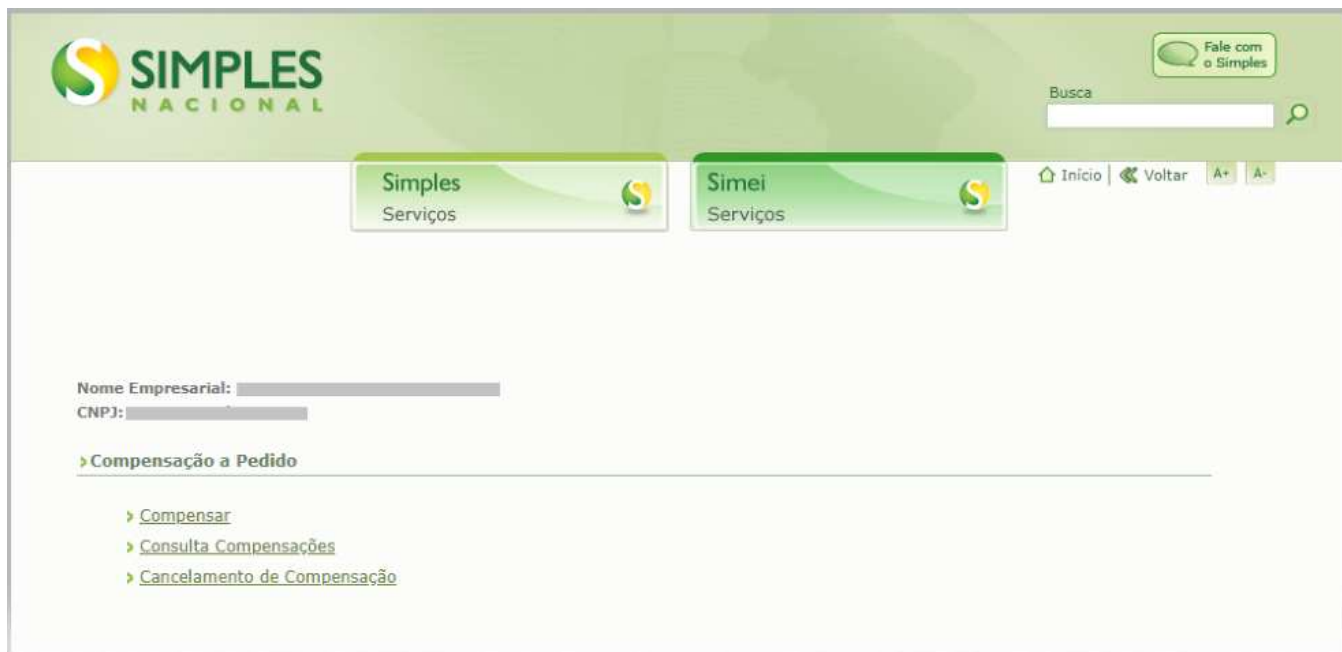 SIMPLES
NACIONAL
Fale com
o Simples
Busca
Simples
Serviços
Simei
Serviços
Início | Voltar A+ A-
Nome Empresarial:
CNPJ:
Compensação a Pedido
Compensar
Consulta Compensações
Cancelamento de Compensação